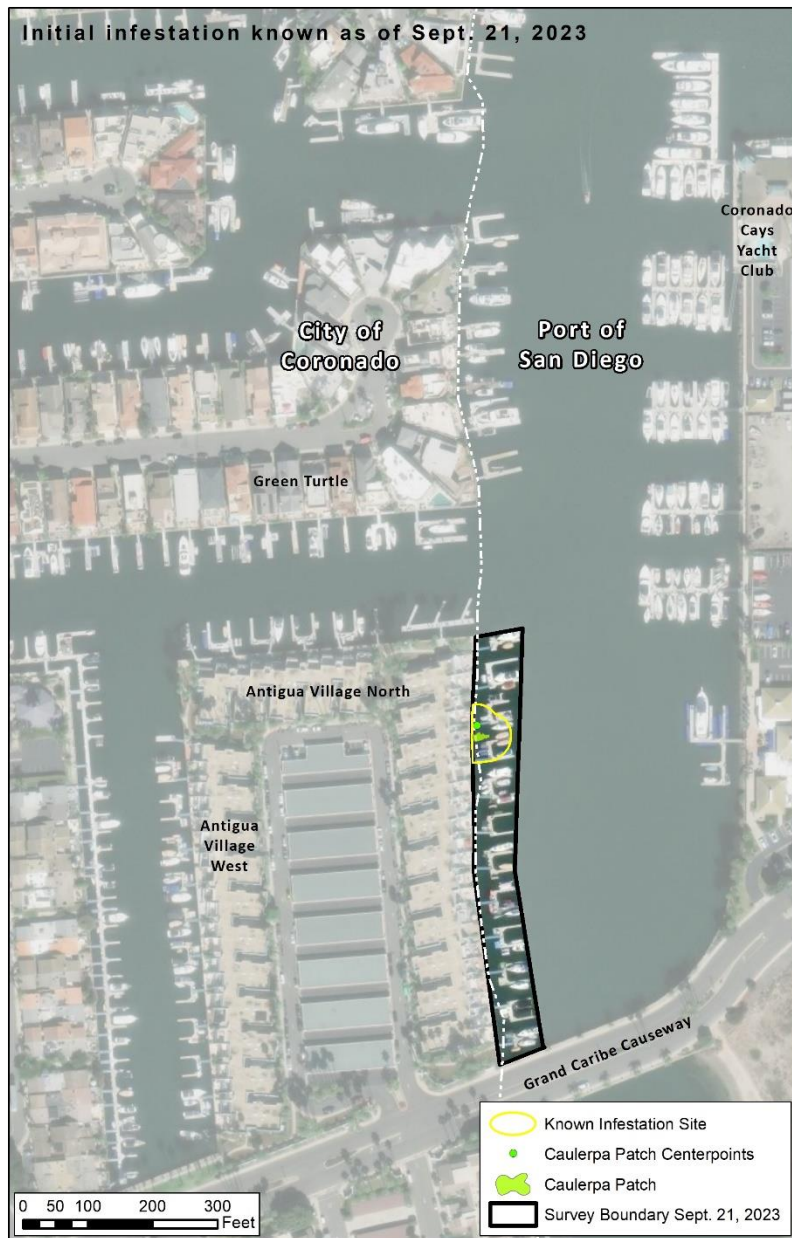 Initial infestation known as of Sept. 21, 2023
Coronado
Cays
Yacht
Club
City of
Coronado
Port of
San Diego
Green Turtle
Antigua Village North
Antigua
Village
West
Grand Caribe Causeway
Known Infestation Site
Caulerpa Patch Centerpoints
Caulerpa Patch
Survey Boundary Sept. 21, 2023
0 50 100 200 300
Feet